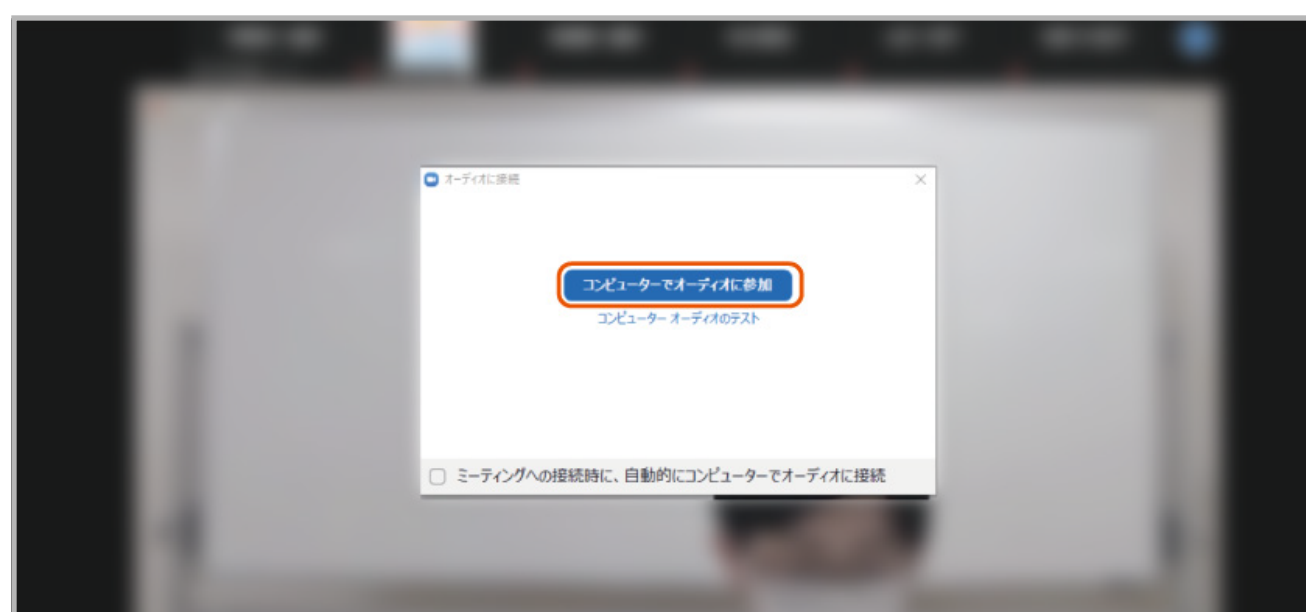 オーディオに接続
コンピューターでオーディオに参加
コンピューター オーディオのテスト
ミーティングへの接続時に、自動的にコンピューターでオーディオに接続